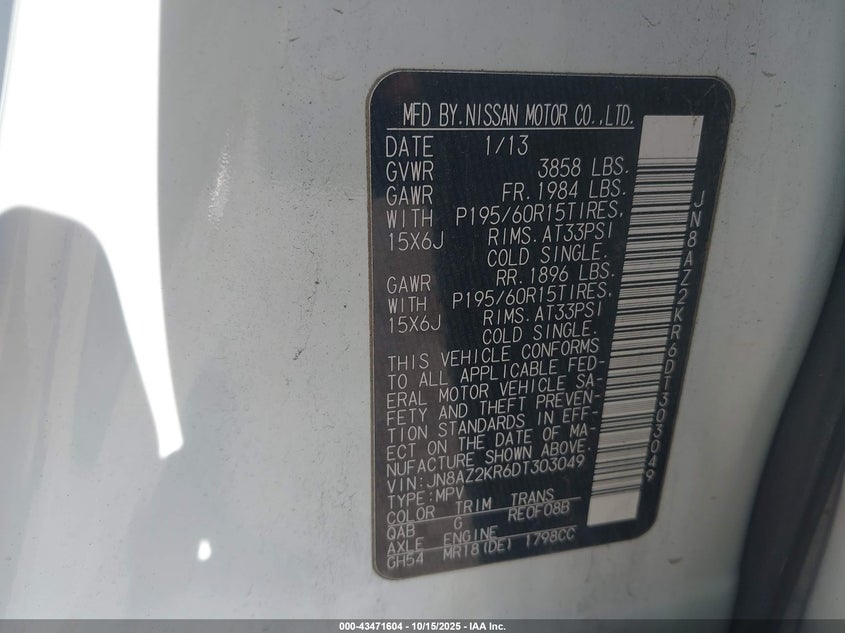 MFD BY. NISSAN MOTOR CO.,LTD.
DATE 1/13
GVWR 3858 LBS.
GAWR FR. 1984 LBS.
WITH P195/60R15TIRES,
15X6J RIMS. AT33PSI
COLD SINGLE.
GAWR RR. 1896 LBS.
WITH P195/60R15TIRES,
15X6J RIMS. AT33PSI
COLD SINGLE.
THIS VEHICLE CONFORMS
TO ALL APPLICABLE FED-
ERAL MOTOR VEHICLE SA-
FETY AND THEFT PREVEN-
TION STANDARDS IN EFF-
ECT ON THE DATE OF MA-
NUFACTURE SHOWN ABOVE.
VIN:JN8AZ2KR6DT303049
TYPE:MPV
COLOR TRIM TRANS
QAB G RE0F08B
AXLE ENGINE
GH54 MR18(DE) 1798CC
JN8AZ2KR6DT303049
000-43471604 - 10/15/2025 - IAA Inc.